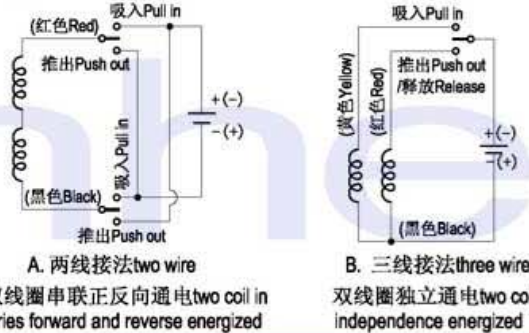 吸入Pull in
(红色Red)
推出Push out
+(-)
-(+)
吸入Pull in
(黑色Black)
推出Push out
A. 两线接法two wire
线圈串联正反向通电two coil in
forward and reverse energized
吸入Pull in
推出Push out
/释放Release
(黄色Yellow)
(红色Red)
+(-)
-(+)
(黑色Black)
B. 三线接法three wire
双线圈独立通电two
independence energized